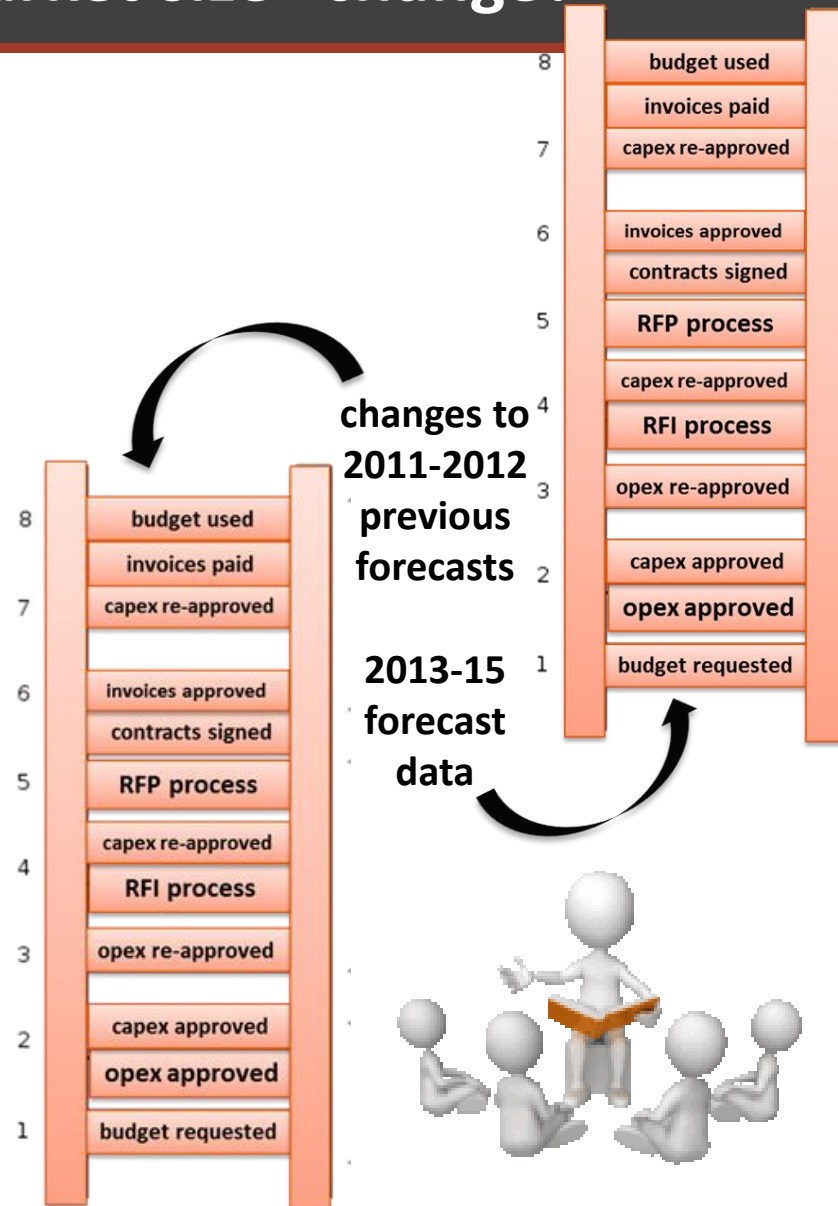 8
budget used
invoices paid
7
capex re-approved
6
invoices approved
contracts signed
5
RFP process
capex re-approved
4
RFI process
3
opex re-approved
2
capex approved
opex approved
1
budget requested
changes to
2011-2012
previous
forecasts
2013-15
forecast
data
8
budget used
invoices paid
7
capex re-approved
6
invoices approved
contracts signed
5
RFP process
capex re-approved
4
RFI process
3
opex re-approved
2
capex approved
opex approved
1
budget requested